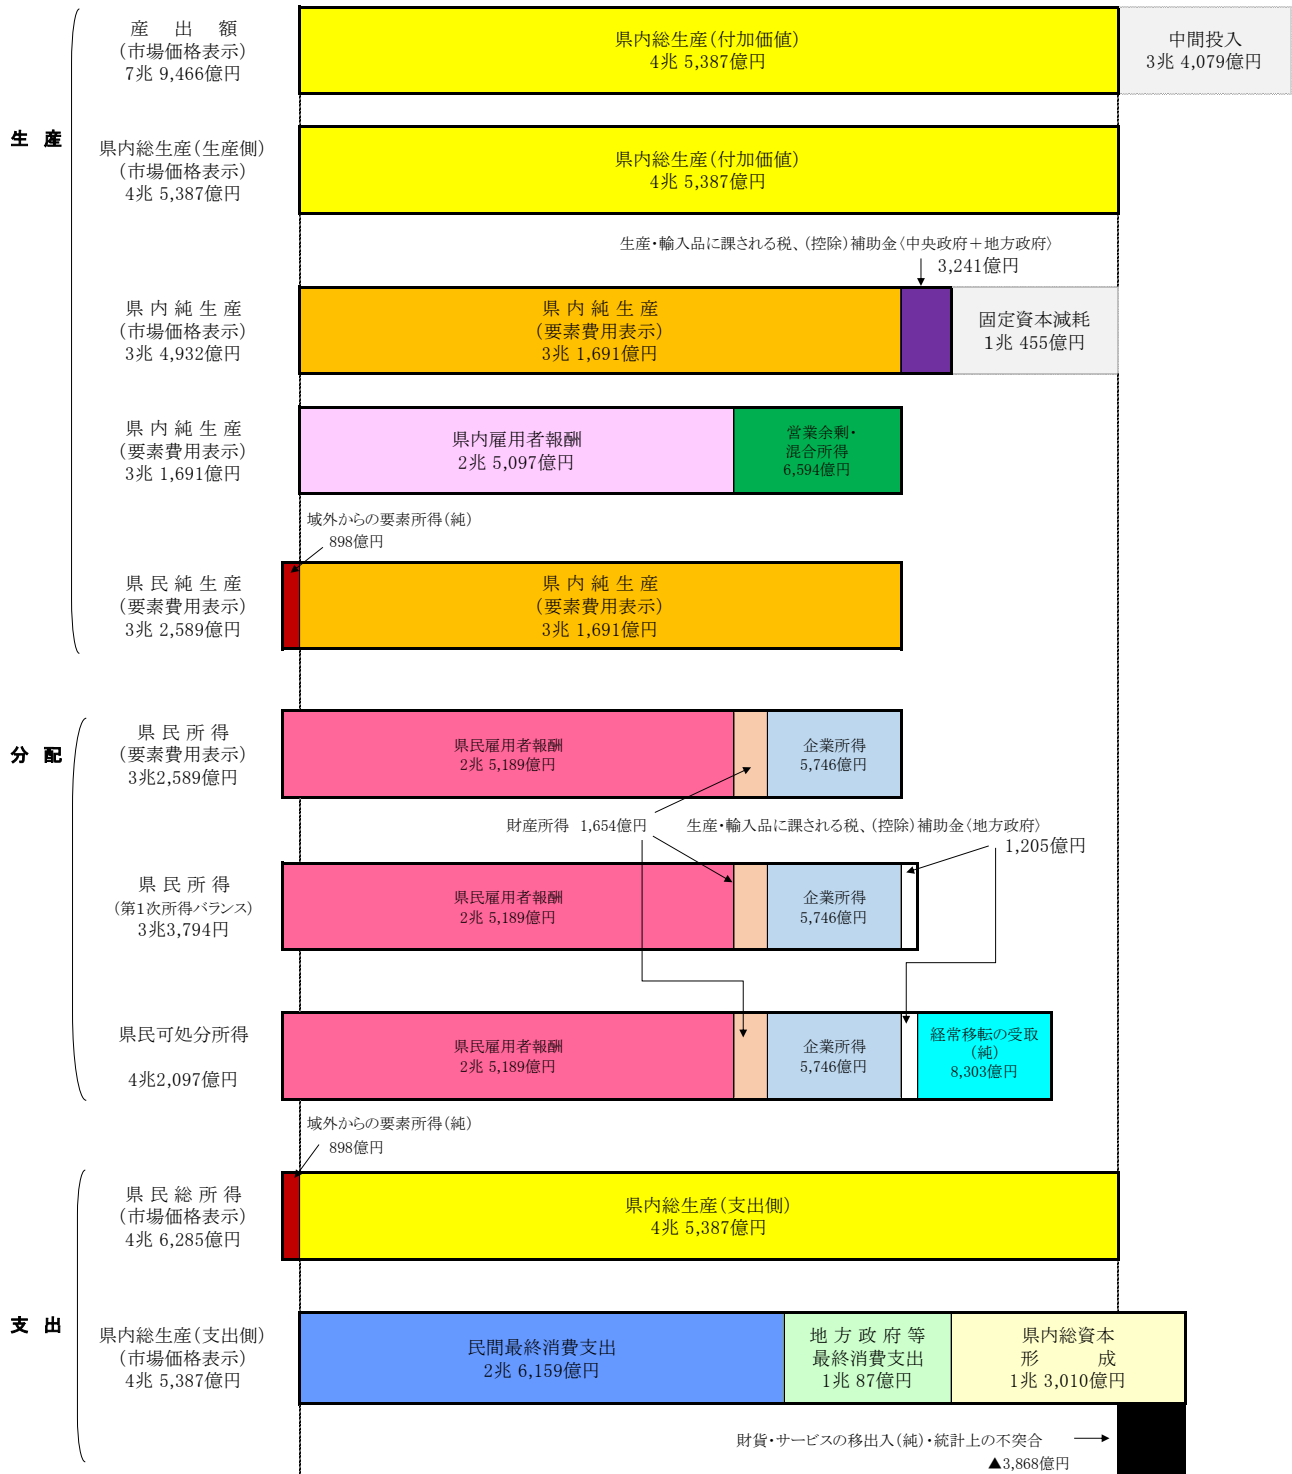 産 出 額
(市場価格表示)
7兆 9,466億円
県内総生産(付加価値)
4兆 5,387億円
中間投入
3兆 4,079億円
生 産
県内総生産(生産側)
(市場価格表示)
4兆 5,387億円
県内総生産(付加価値)
4兆 5,387億円
生産・輸入品に課される税、(控除)補助金〈中央政府+地方政府〉
3,241億円
県 内 純 生 産
(市場価格表示)
3兆 4,932億円
県 内 純 生 産
(要素費用表示)
3兆 1,691億円
固定資本減耗
1兆 455億円
県 内 純 生 産
(要素費用表示)
3兆 1,691億円
県内雇用者報酬
2兆 5,097億円
営業余剰・
混合所得
6,594億円
域外からの要素所得(純)
898億円
県 民 純 生 産
(要素費用表示)
3兆 2,589億円
県 内 純 生 産
(要素費用表示)
3兆 1,691億円
分 配
県 民 所 得
(要素費用表示)
3兆2,589億円
県民雇用者報酬
2兆 5,189億円
企業所得
5,746億円
財産所得 1,654億円
生産・輸入品に課される税、(控除)補助金〈地方政府〉
1,205億円
県 民 所 得
(第1次所得バランス)
3兆3,794円
県民雇用者報酬
2兆 5,189億円
企業所得
5,746億円
県民可処分所得
4兆2,097億円
県民雇用者報酬
2兆 5,189億円
企業所得
5,746億円
経常移転の受取
(純)
8,303億円
域外からの要素所得(純)
898億円
県 民 総 所 得
(市場価格表示)
4兆 6,285億円
県内総生産(支出側)
4兆 5,387億円
支 出
県内総生産(支出側)
(市場価格表示)
4兆 5,387億円
民間最終消費支出
2兆 6,159億円
地 方 政 府 等
最終消費支出
1兆 87億円
県内総資本
形 成
1兆 3,010億円
財貨・サービスの移出入(純)・統計上の不突合
▲3,868億円